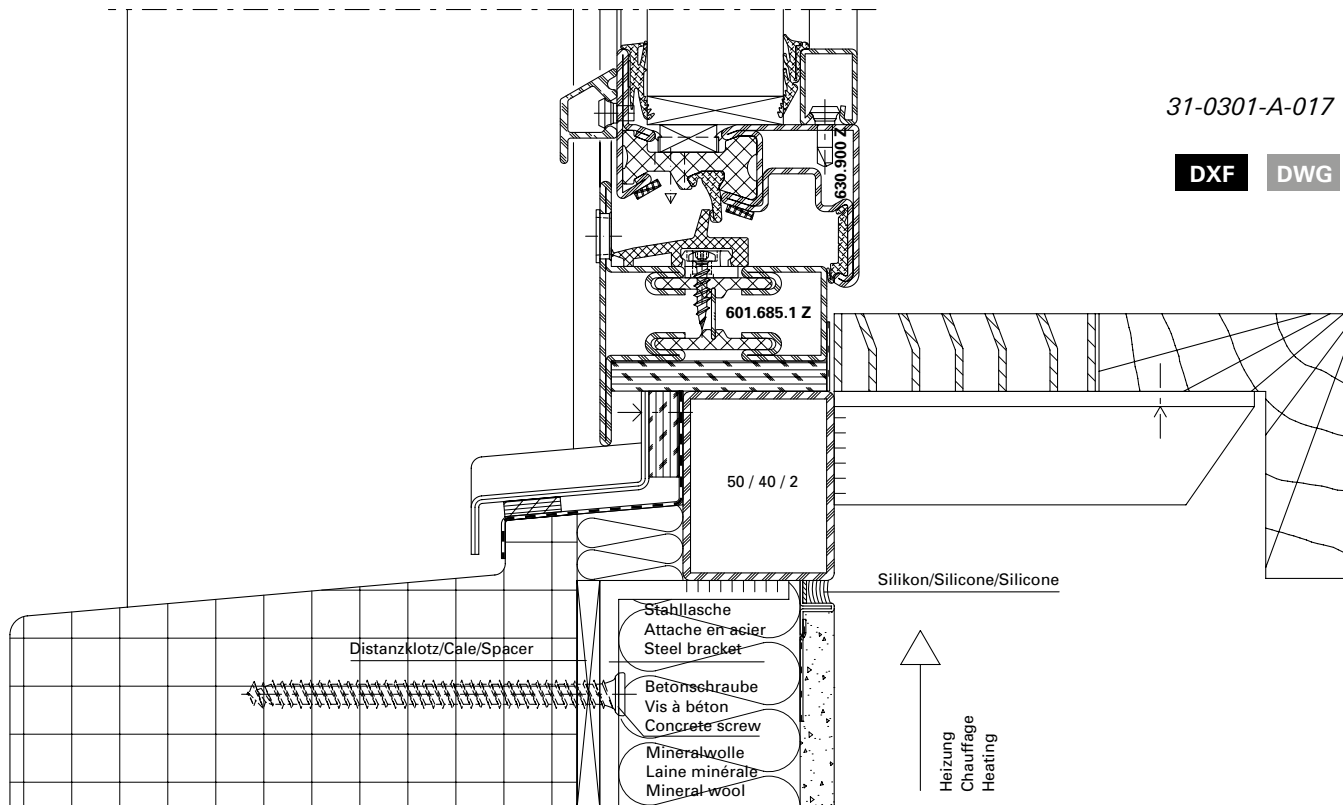 31-0301-A-017
DXF DWG
630.900 Z
601.685.1 Z
50 / 40 / 2
Silikon/Silicone/Silicone
Stahllasche
Attache en acier
Steel bracket
Distanzklotz/Cale/Spacer
Betonschraube
Vis à béton
Concrete screw
Mineralwolle
Laine minérale
Mineral wool
Heizung
Chauffage
Heating